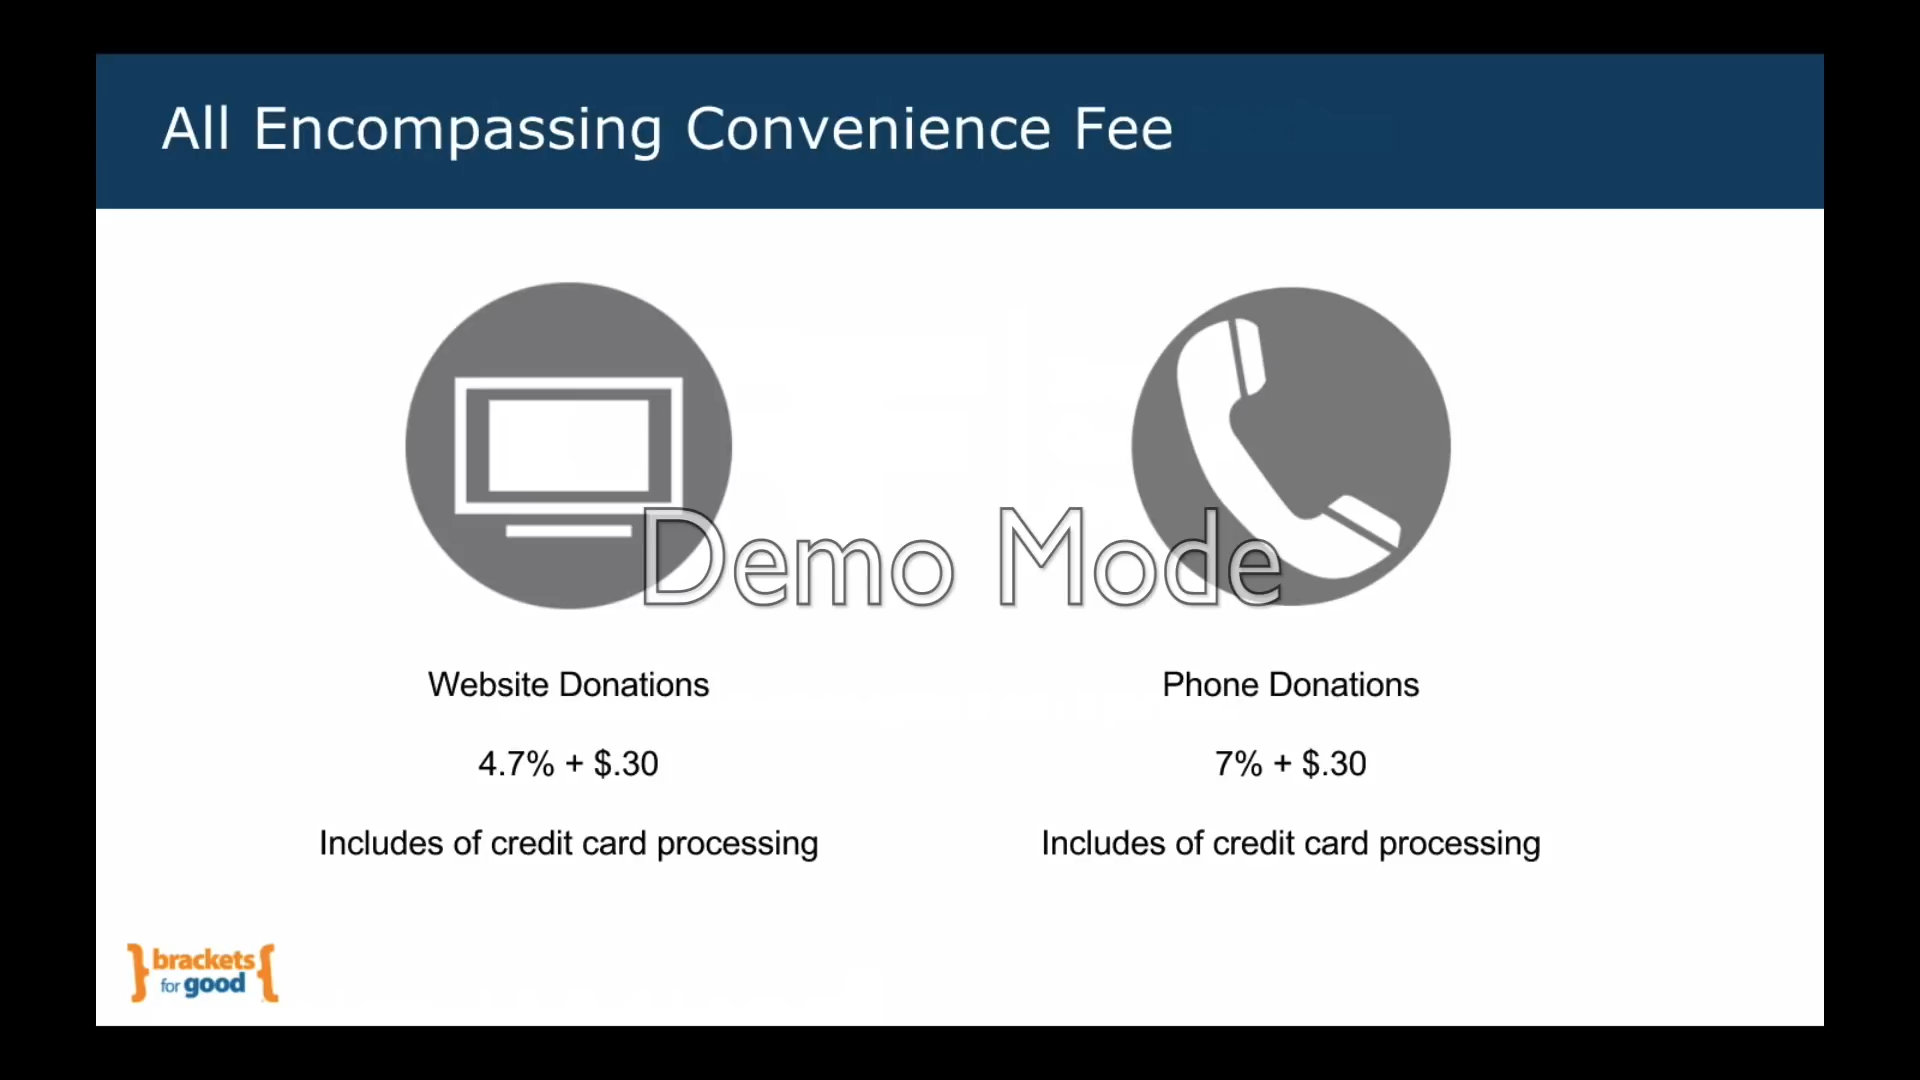 All Encompassing Convenience Fee
Demo Mode
Website Donations
Phone Donations
4.7% + $.30
7% + $.30
Includes of credit card processing
Includes of credit card processing
brackets
for good